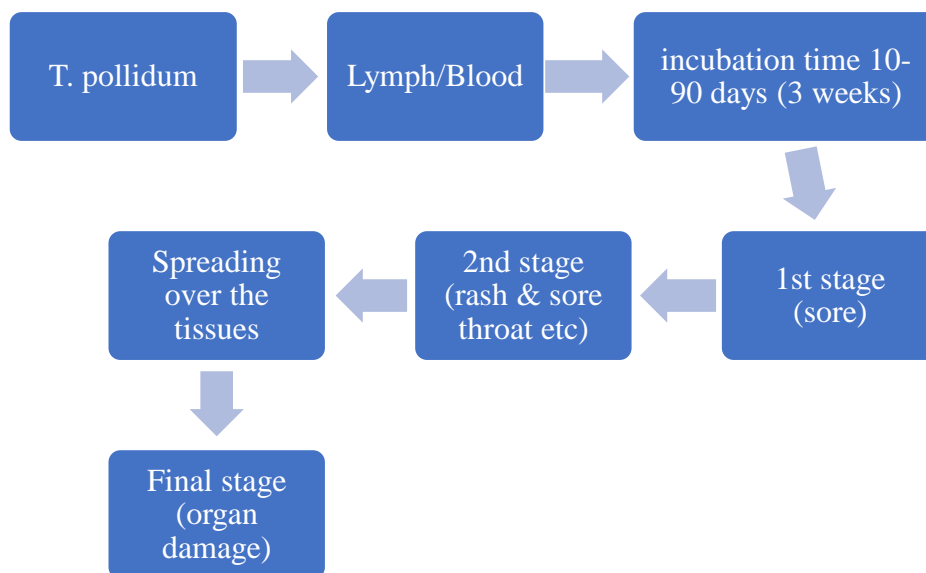 T. pollidum
Lymph/Blood
incubation time 10-
90 days (3 weeks)
1st stage
(sore)
2nd stage
(rash & sore
throat etc)
Spreading
over the
tissues
Final stage
(organ
damage)